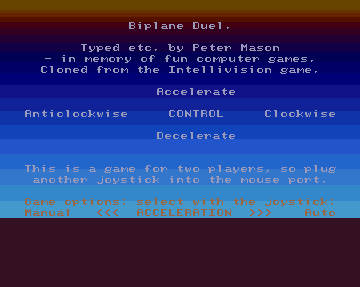 Biplane Duel.
Typed etc. by Peter Mason
- in memory of fun computer games.
Cloned from the Intellivision game.
Accelerate
Anticlockwise CONTROL Clockwise
Decelerate
This is a game for two players, so plug
another joystick into the mouse port.
Game options: select with the joystick:
Manual <<< ACCELERATION >>> Auto